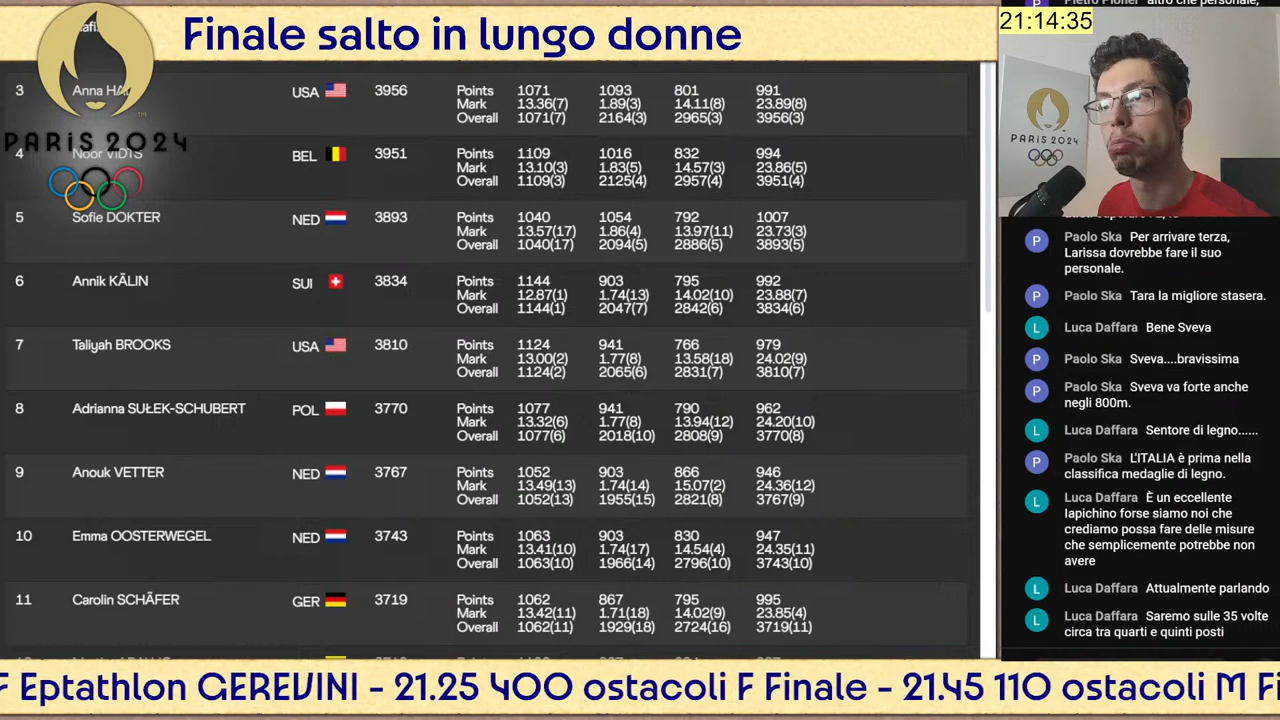 Finale salto in lungo donne
PARIS 2024
3 Anna HA USA 3956 Points 1071 1093 801 991
Mark 13.36(7) 1.89(3) 14.11(8) 23.89(8)
Overall 1071(7) 2164(3) 2965(3) 3956(3)
4 Noor VIDTS BEL 3951 Points 1109 1016 832 994
Mark 13.10(3) 1.83(5) 14.57(3) 23.86(5)
Overall 1109(3) 2125(4) 2957(4) 3951(4)
5 Sofie DOKTER NED 3893 Points 1040 1054 792 1007
Mark 13.57(17) 1.86(4) 13.97(11) 23.73(3)
Overall 1040(17) 2094(5) 2886(5) 3893(5)
6 Annik KÄLIN SUI 3834 Points 1144 903 795 992
Mark 12.87(1) 1.74(13) 14.02(10) 23.88(7)
Overall 1144(1) 2047(7) 2842(6) 3834(6)
7 Taliyah BROOKS USA 3810 Points 1124 941 766 979
Mark 13.00(2) 1.77(8) 13.58(18) 24.02(9)
Overall 1124(2) 2065(6) 2831(7) 3810(7)
8 Adrianna SUŁEK-SCHUBERT POL 3770 Points 1077 941 790 962
Mark 13.32(6) 1.77(8) 13.94(12) 24.20(10)
Overall 1077(6) 2018(10) 2808(9) 3770(8)
9 Anouk VETTER NED 3767 Points 1052 903 866 946
Mark 13.49(13) 1.74(14) 15.07(2) 24.36(12)
Overall 1052(13) 1955(15) 2821(8) 3767(9)
10 Emma OOSTERWEGEL NED 3743 Points 1063 903 830 947
Mark 13.41(10) 1.74(17) 14.54(4) 24.35(11)
Overall 1063(10) 1966(14) 2796(10) 3743(10)
11 Carolin SCHÄFER GER 3719 Points 1062 867 795 995
Mark 13.42(11) 1.71(18) 14.02(9) 23.85(4)
Overall 1062(11) 1929(18) 2724(16) 3719(11)
21:14:35
PARIS 2024
Paolo Ska Per arrivare terza,
Larissa dovrebbe fare il suo
personale.
Paolo Ska Tara la migliore stasera.
Luca Daffara Bene Sveva
Paolo Ska Sveva....bravissima
Paolo Ska Sveva va forte anche
negli 800m.
Luca Daffara Sentore di legno......
Paolo Ska L'ITALIA è prima nella
classifica medaglie di legno.
Luca Daffara È un eccellente
Iapichino forse siamo noi che
crediamo possa fare delle misure
che semplicemente potrebbe non
avere
Luca Daffara Attualmente parlando
Luca Daffara Saremo sulle 35 volte
circa tra quarti e quinti posti
F Eptathlon GEREVINI - 21.25 400 ostacoli F Finale - 21.45 110 ostacoli M Fi